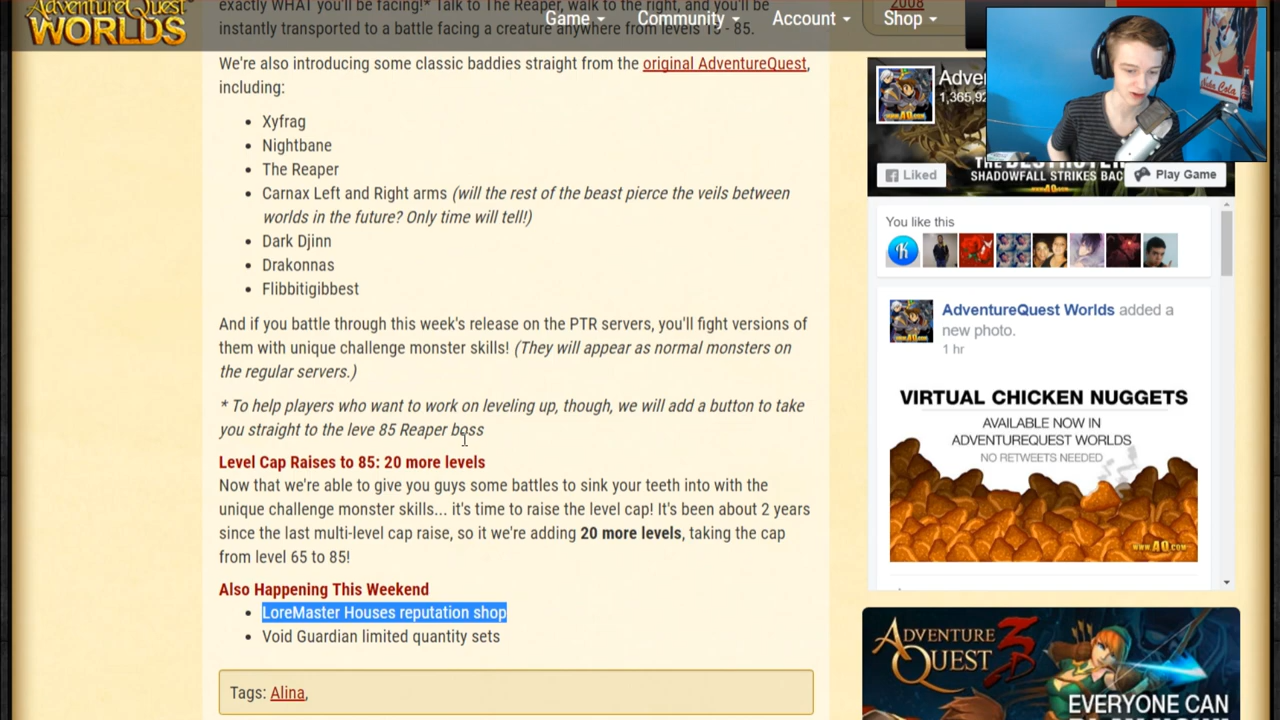 ADVENTUREQUEST
WORLDS
Game
Community
Account
Shop
2008
exactly WHAT you'll be facing!* Talk to The Reaper, walk to the right, and you'll be
instantly transported to a battle facing a creature anywhere from levels 15 - 85.
We're also introducing some classic baddies straight from the original AdventureQuest,
including:
• Xyfrag
• Nightbane
• The Reaper
• Carnax Left and Right arms (will the rest of the beast pierce the veils between
worlds in the future? Only time will tell!)
• Dark Djinn
• Drakonnas
• Flibbitigibbest
And if you battle through this week's release on the PTR servers, you'll fight versions of
them with unique challenge monster skills! (They will appear as normal monsters on
the regular servers.)
* To help players who want to work on leveling up, though, we will add a button to take
you straight to the leve 85 Reaper boss
Level Cap Raises to 85: 20 more levels
Now that we're able to give you guys some battles to sink your teeth into with the
unique challenge monster skills... it's time to raise the level cap! It's been about 2 years
since the last multi-level cap raise, so it we're adding 20 more levels, taking the cap
from level 65 to 85!
Also Happening This Weekend
• LoreMaster Houses reputation shop
• Void Guardian limited quantity sets
Tags: Alina,
Nuka Cola
Adve
1,365,92
SHADOWFALL STRIKES BAC
Liked
Play Game
You like this
K
AdventureQuest Worlds added a
new photo.
1 hr
VIRTUAL CHICKEN NUGGETS
AVAILABLE NOW IN
ADVENTUREQUEST WORLDS
NO RETWEETS NEEDED
www.AQ.com
ADVENTURE
QUEST 3D
EVERYONE CAN